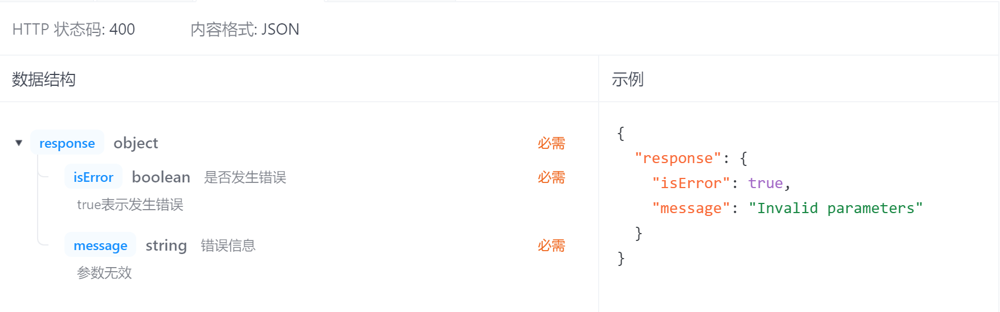 HTTP 状态码: 400 内容格式: JSON
数据结构
示例
response object 必需
isError boolean 是否发生错误 必需
true表示发生错误
message string 错误信息 必需
参数无效
{
"response": {
"isError": true,
"message": "Invalid parameters"
}
}